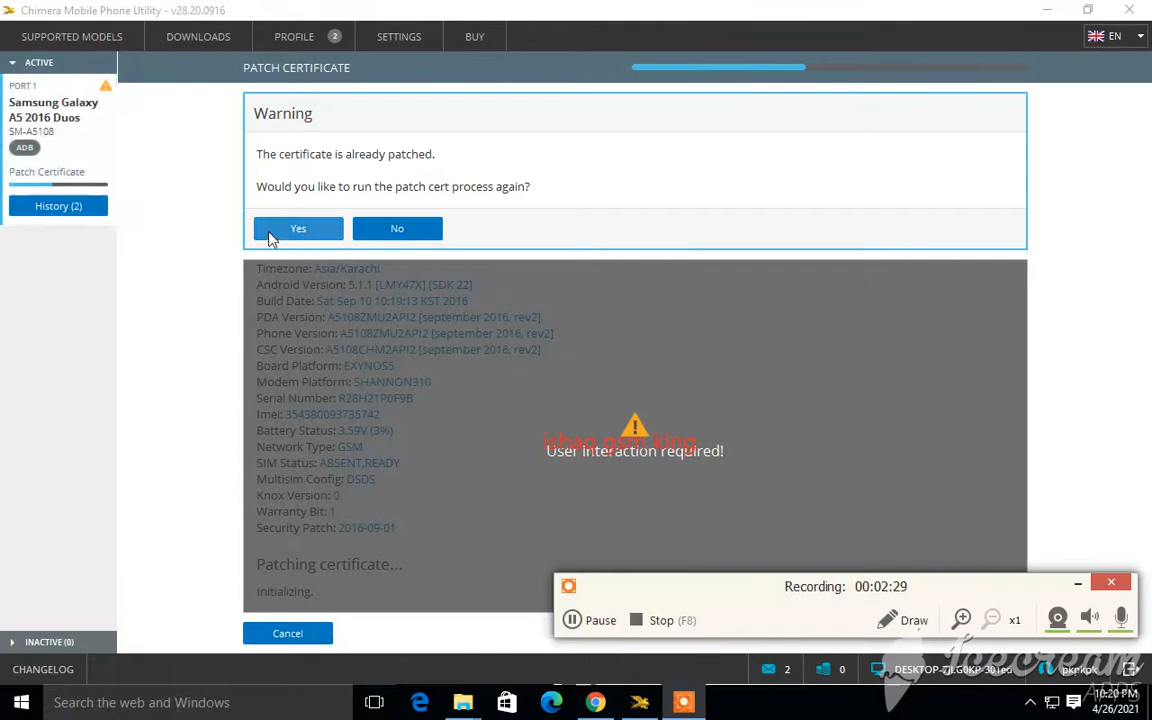 Chimera Mobile Phone Utility - v28.20.0916
SUPPORTED MODELS
DOWNLOADS
PROFILE 2
SETTINGS
BUY
EN
ACTIVE
PATCH CERTIFICATE
PORT 1
Samsung Galaxy
A5 2016 Duos
SM-A5108
ADB
Patch Certificate
History (2)
Warning
The certificate is already patched.
Would you like to run the patch cert process again?
Yes
No
Timezone: Asia/Karachi
Android Version: 5.1.1 [LMY47X] [SDK 22]
Build Date: Sat Sep 10 10:19:13 KST 2016
PDA Version: A5108ZMU2API2 [september 2016, rev2]
Phone Version: A5108ZMU2API2 [september 2016, rev2]
CSC Version: A5108CHM2API2 [september 2016, rev2]
Board Platform: EXYNOS5
Modem Platform: SHANNON310
Serial Number: R28H21P0F9B
Imei: 354380093735742
Battery Status: 3.59V (3%)
Network Type: GSM
SIM Status: ABSENT,READY
Multisim Config: DSDS
Knox Version: 0
Warranty Bit: 1
Security Patch: 2016-09-01
ishaq gsm king
User interaction required!
Patching certificate...
Initializing.
Recording: 00:02:29
Pause
Stop (F8)
Draw
x1
Cancel
INACTIVE (0)
CHANGELOG
2
0
Icecream
APPS
Search the web and Windows
10:20 PM
4/26/2021